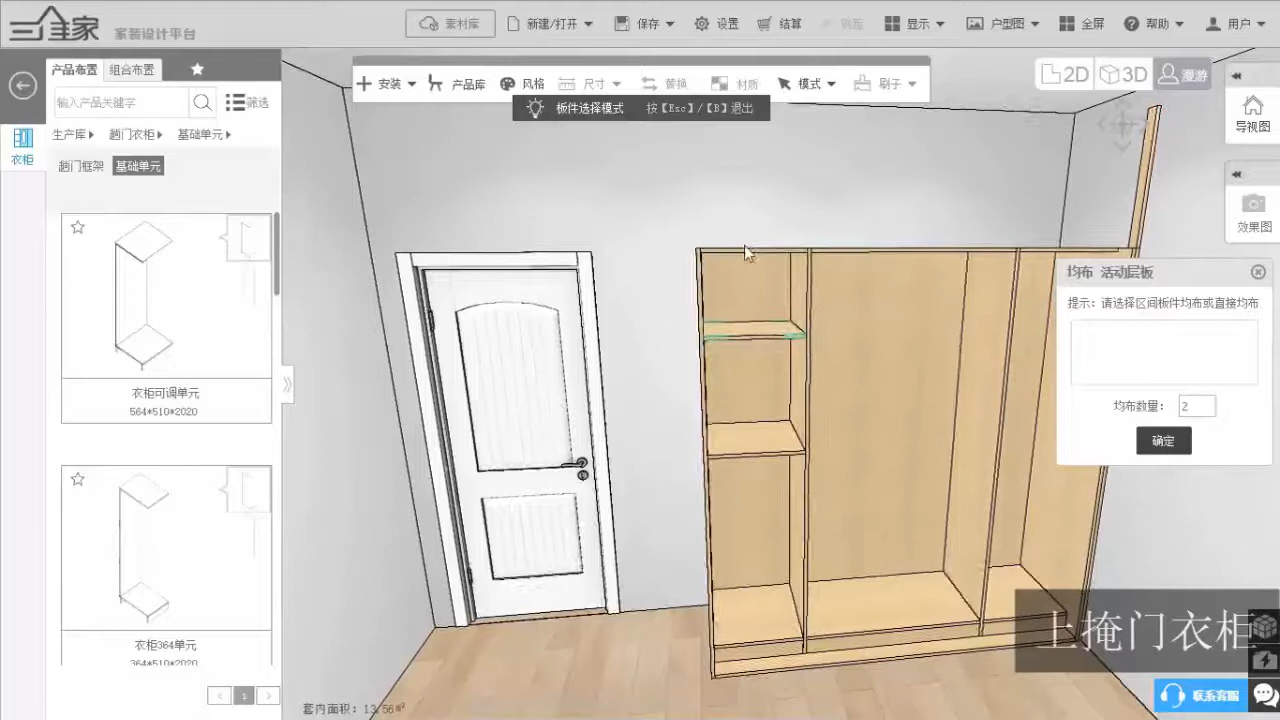 三维家 家装设计平台
素材库 新建/打开 保存 设置 结算 显示 户型图 全屏 帮助 用户
产品布置 组合布置
安装 产品库 风格 尺寸 替换 材质 模式 刷子
2D 3D 漫游
输入产品关键字 筛选
板件选择模式 按【Esc】/【B】退出
导视图
生产库 趟门衣柜 基础单元
衣柜
趟门框架 基础单元
效果图
均布 活动层板
提示: 请选择区间板件均布或直接均布
衣柜可调单元
564*510*2020
均布数量: 2
确定
上掩门衣柜
衣柜364单元
364*510*2020
1
联系客服
套内面积: 13.56m²